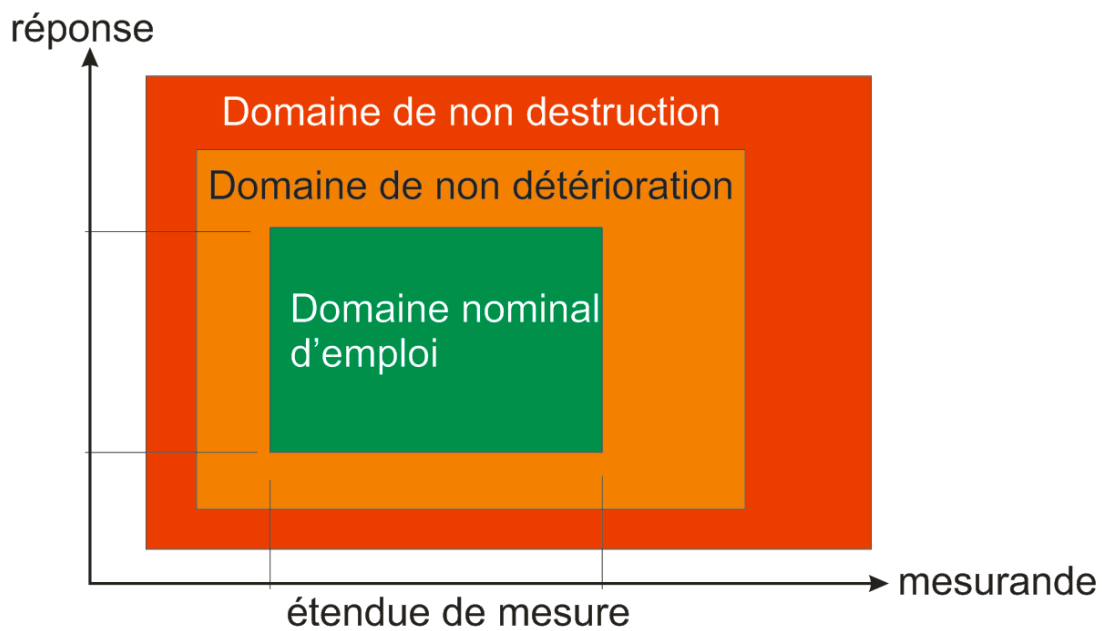 réponse
Domaine de non destruction
Domaine de non détérioration
Domaine nominal
d’emploi
mesurande
étendue de mesure